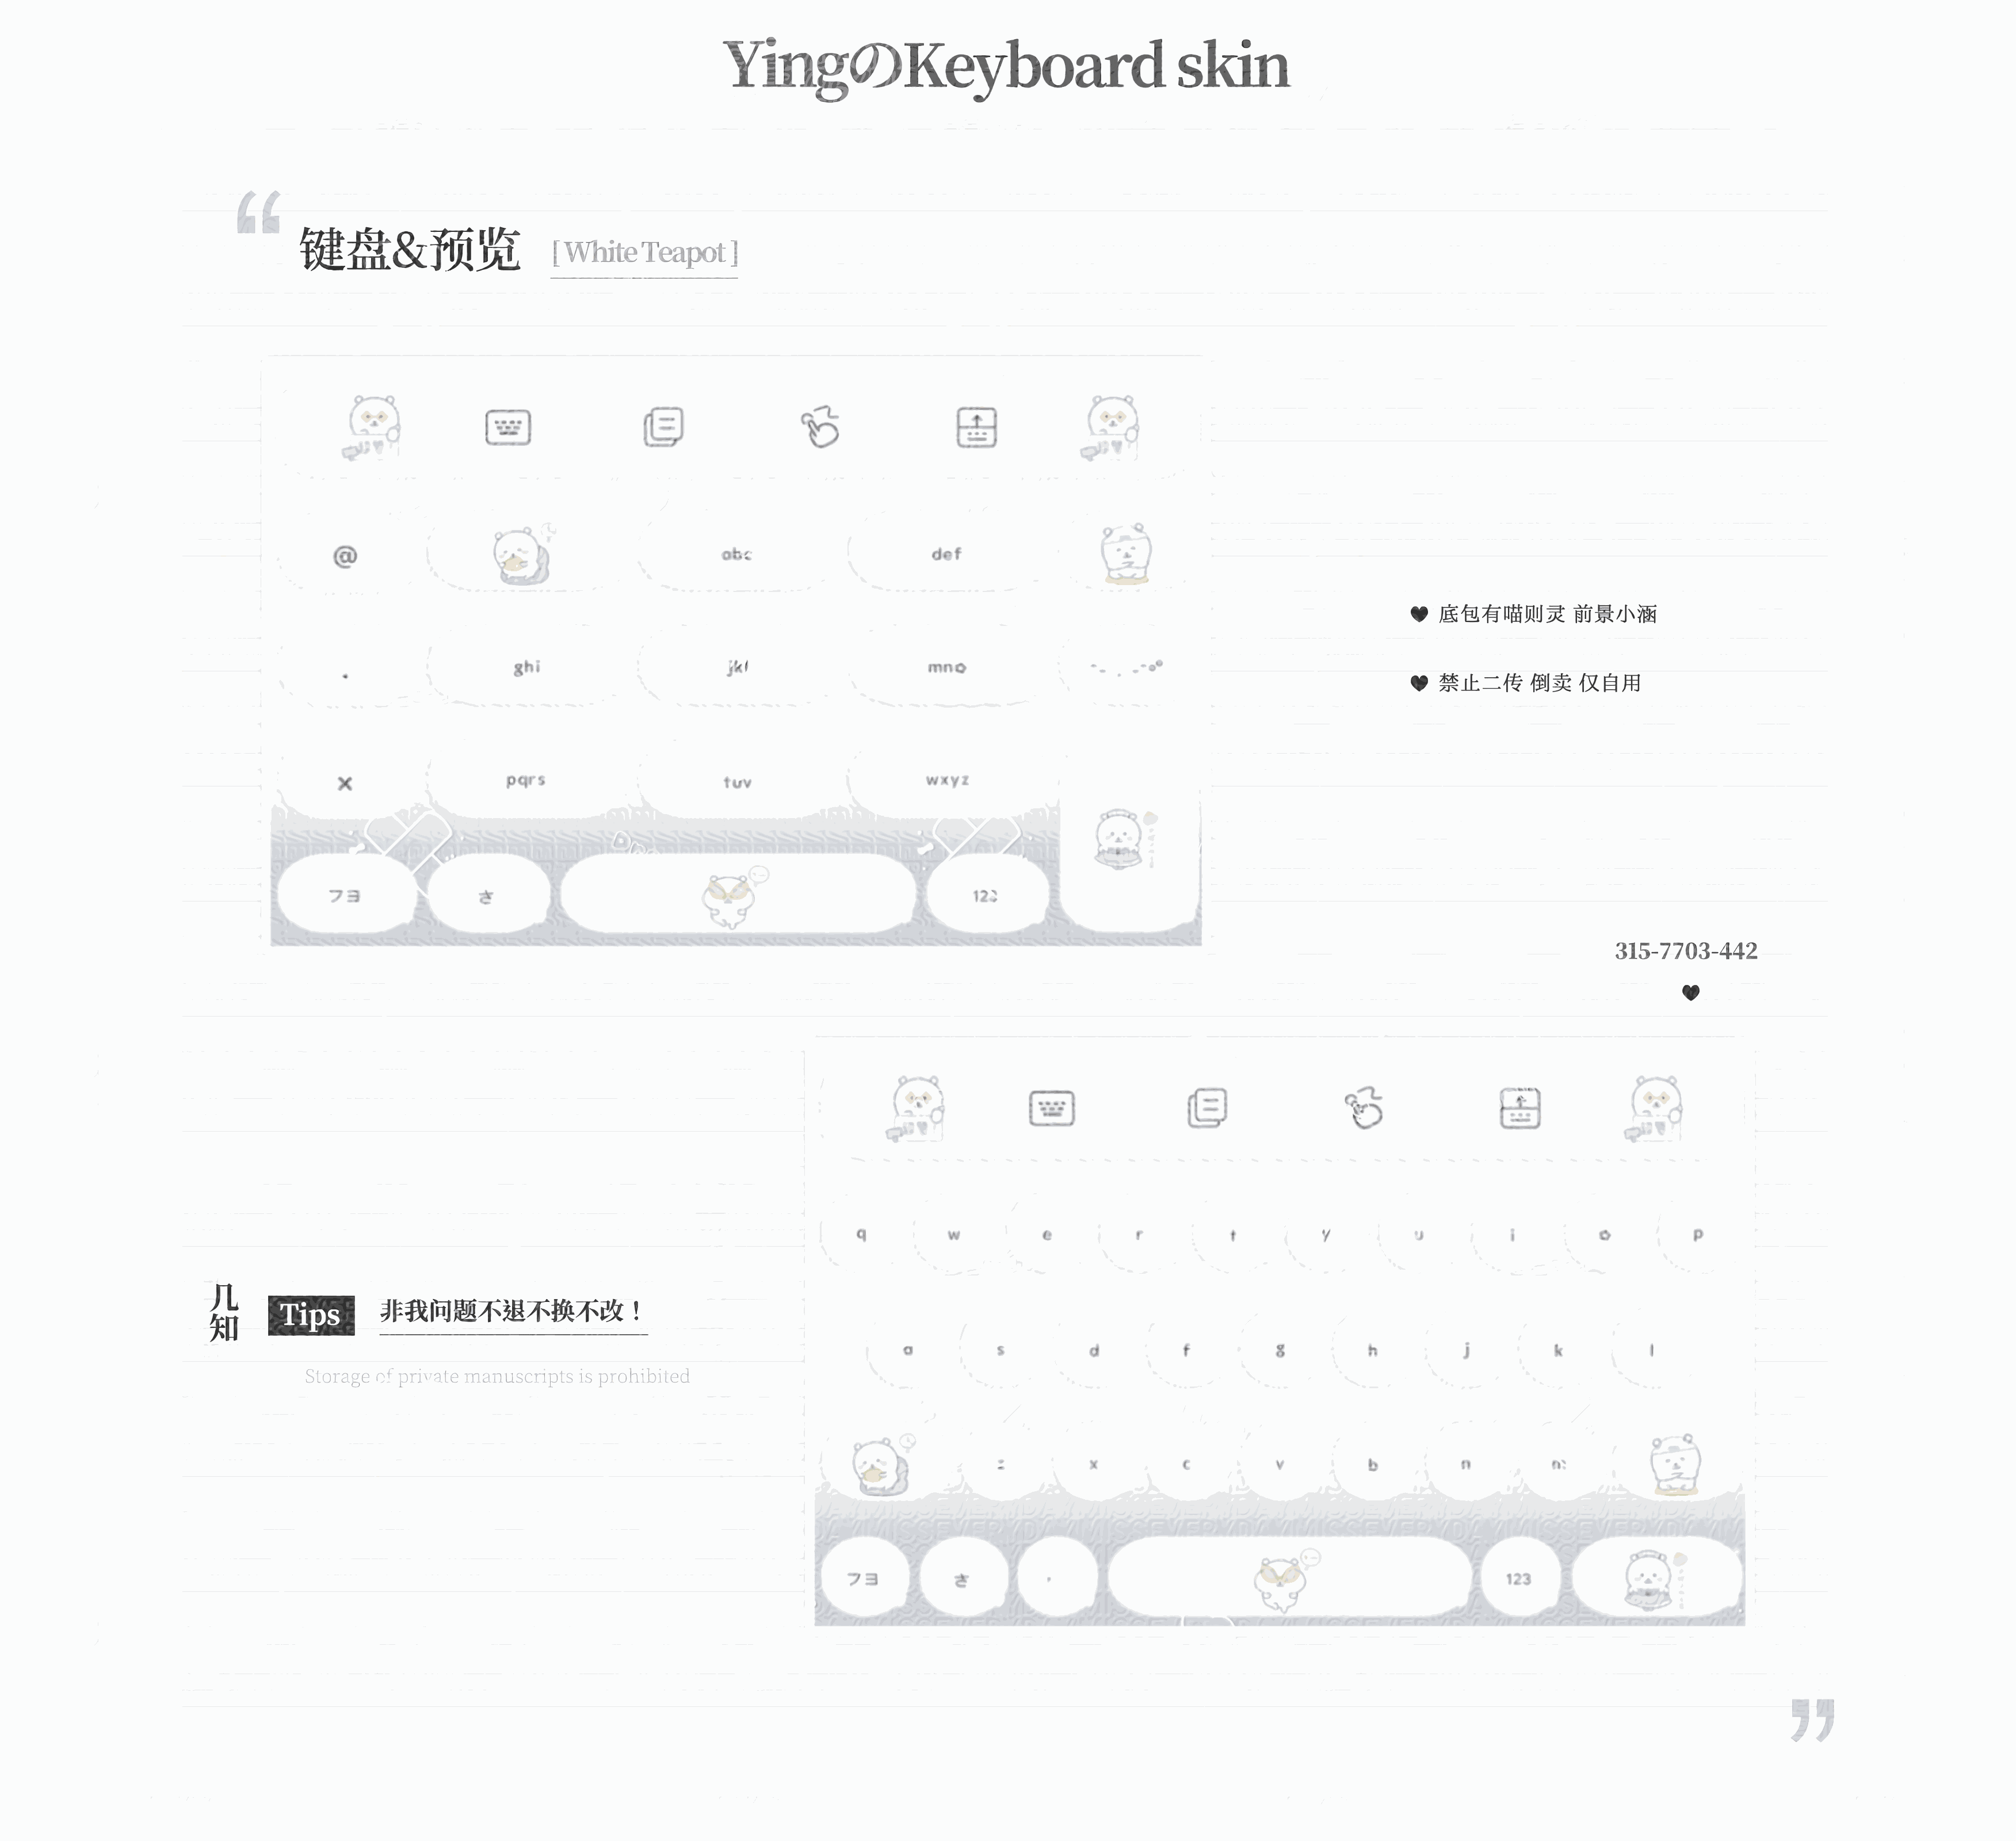 YingのKeyboard skin
键盘&预览 [ White Teapot ]
@ abc def
ghi jkl mno
pqrs tuv wxyz
フヨ さ 123
♥ 底包有喵则灵 前景小涵
♥ 禁止二传 倒卖 仅自用
315-7703-442
♥
q w e r t y u i o p
a s d f g h j k l
z x c v b n m
フヨ さ , 123
几知
Tips 非我问题不退不换不改！
Storage of private manuscripts is prohibited